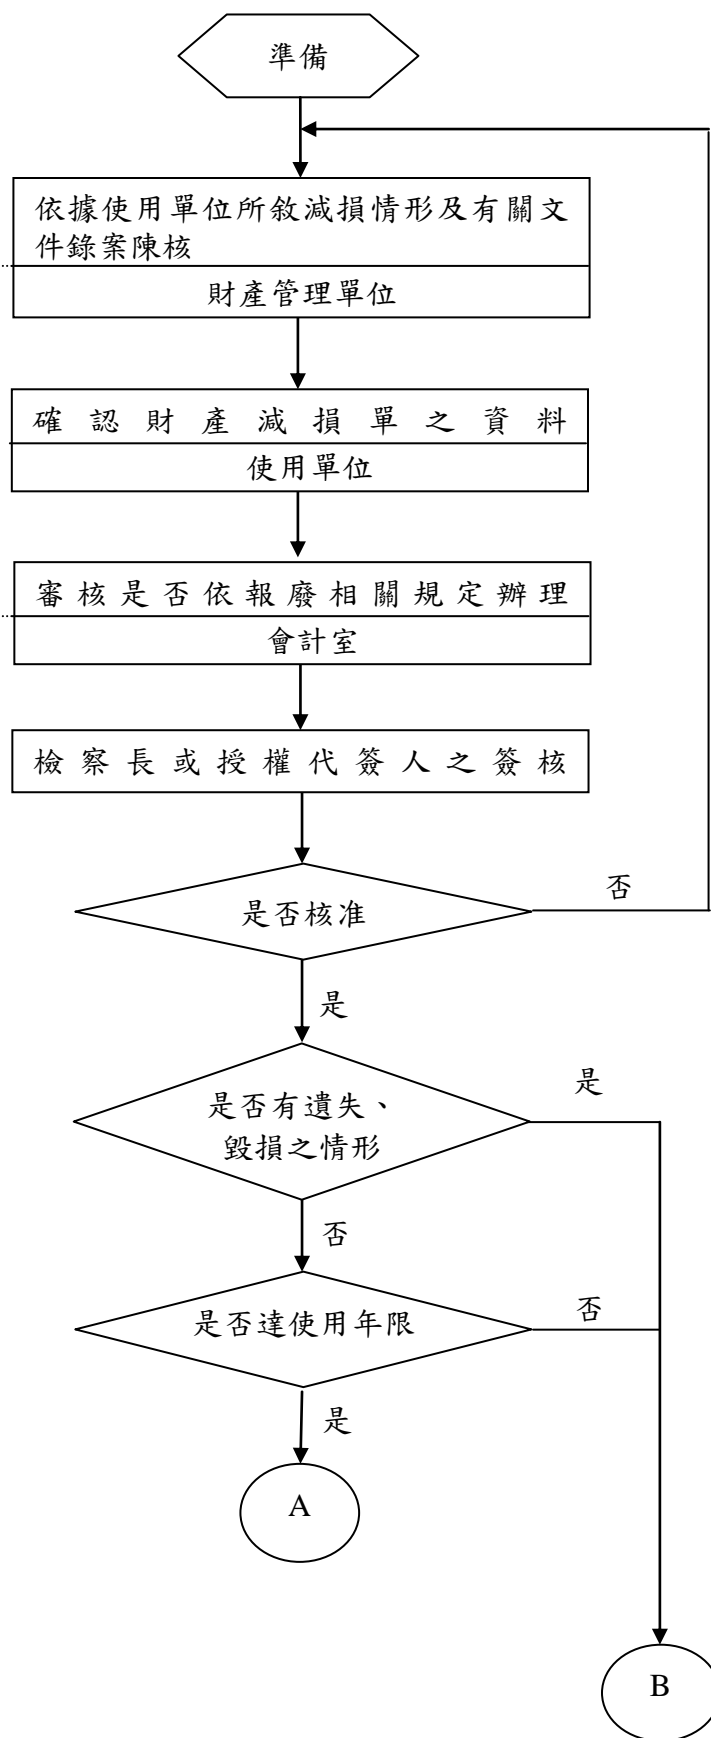 準備
依據使用單位所敘減損情形及有關文
件錄案陳核
財產管理單位
確認財產減損單之資料
使用單位
審核是否依報廢相關規定辦理
會計室
檢察長或授權代簽人之簽核
是否核准
否
是
是否有遺失、
毀損之情形
是
否
是否達使用年限
否
是
A
B